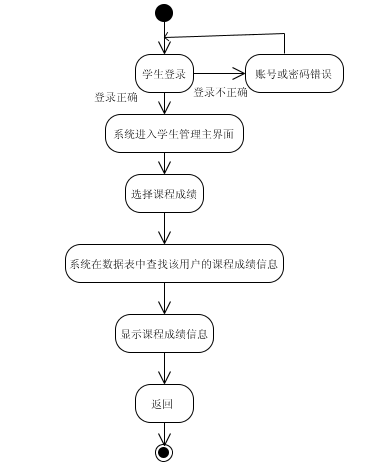 学生登录
账号或密码错误
登录正确
登录不正确
系统进入学生管理主界面
选择课程成绩
系统在数据表中查找该用户的课程成绩信息
显示课程成绩信息
返回